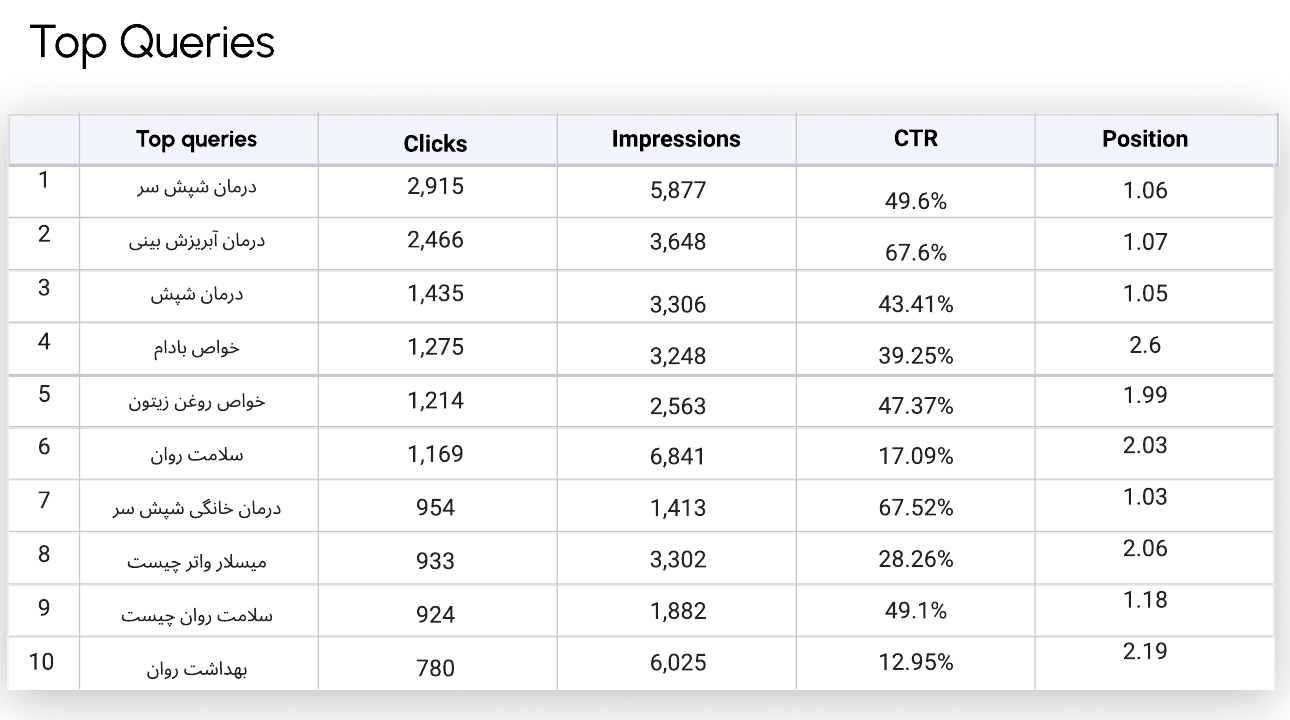 Top Queries
Top queries Clicks Impressions CTR Position
1 درمان شپش سر 2,915 5,877 49.6% 1.06
2 درمان آبریزش بینی 2,466 3,648 67.6% 1.07
3 درمان شپش 1,435 3,306 43.41% 1.05
4 خواص بادام 1,275 3,248 39.25% 2.6
5 خواص روغن زیتون 1,214 2,563 47.37% 1.99
6 سلامت روان 1,169 6,841 17.09% 2.03
7 درمان خانگی شپش سر 954 1,413 67.52% 1.03
8 میسلار واتر چیست 933 3,302 28.26% 2.06
9 سلامت روان چیست 924 1,882 49.1% 1.18
10 بهداشت روان 780 6,025 12.95% 2.19